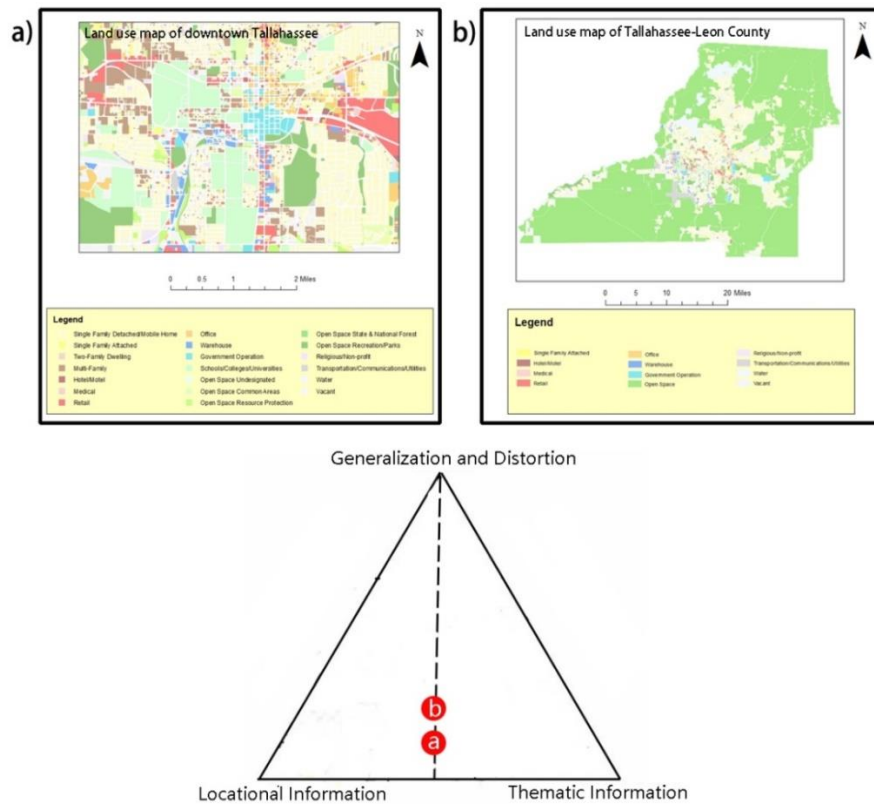 a)
Land use map of downtown Tallahassee
N
0 0.5 1 2 Miles
Legend
Single Family Detached/Mobile Home
Single Family Attached
Two-Family Dwelling
Multi-Family
Hotel/Motel
Medical
Retail
Office
Warehouse
Government Operation
Schools/Colleges/Universities
Open Space Undesignated
Open Space Common Areas
Open Space Resource Protection
Open Space State & National Forest
Open Space Recreation/Parks
Religious/Non-profit
Transportation/Communications/Utilities
Water
Vacant
b)
Land use map of Tallahassee-Leon County
N
0 5 10 20 Miles
Legend
Single Family Attached
Hotel/Motel
Medical
Retail
Office
Warehouse
Government Operation
Open Space
Religious/Non-profit
Transportation/Communications/Utilities
Water
Vacant
Generalization and Distortion
b
a
Locational Information
Thematic Information